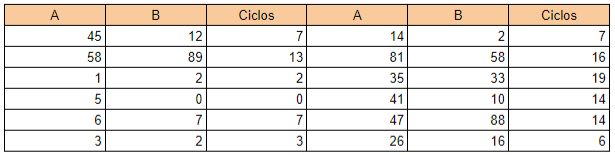 A B Ciclos A B Ciclos
45 12 7 14 2 7
58 89 13 81 58 16
1 2 2 35 33 19
5 0 0 41 10 14
6 7 7 47 88 14
3 2 3 26 16 6